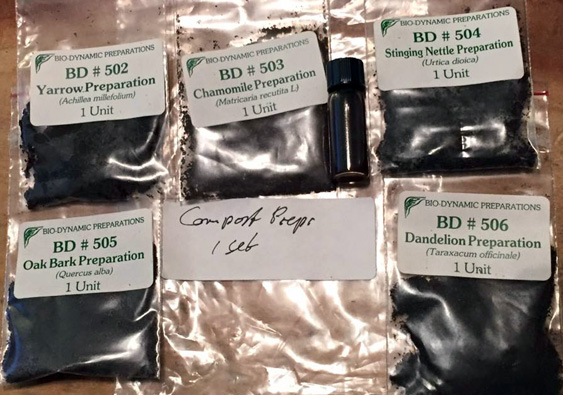 BIO-DYNAMIC PREPARATIONS
BD # 502
Yarrow Preparation
(Achillea millefolium)
1 Unit
BIO-DYNAMIC PREPARATIONS
BD # 503
Chamomile Preparation
(Matricaria recutita L)
1 Unit
BIO-DYNAMIC PREPARATIONS
BD # 504
Stinging Nettle Preparation
(Urtica dioica)
1 Unit
BIO-DYNAMIC PREPARATIONS
BD # 505
Oak Bark Preparation
(Quercus alba)
1 Unit
Compost Preps
1 set
BIO-DYNAMIC PREPARATIONS
BD # 506
Dandelion Preparation
(Taraxacum officinale)
1 Unit